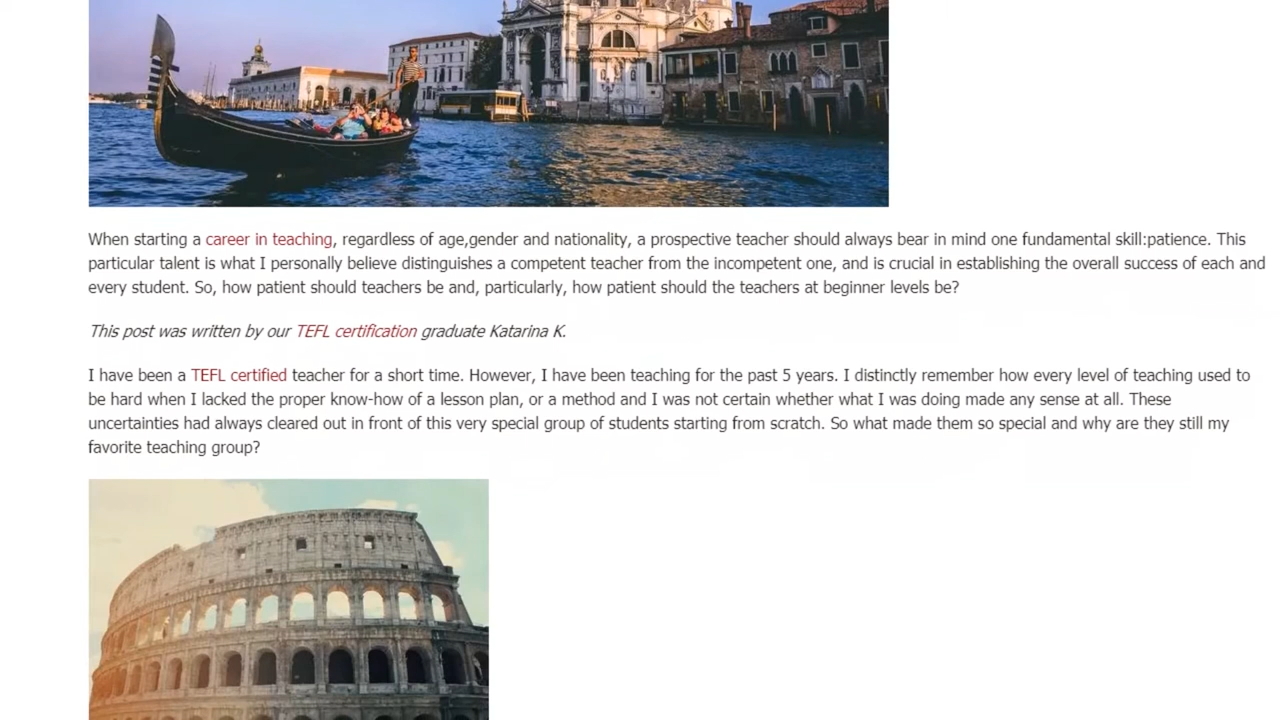 When starting a career in teaching, regardless of age,gender and nationality, a prospective teacher should always bear in mind one fundamental skill:patience. This
particular talent is what I personally believe distinguishes a competent teacher from the incompetent one, and is crucial in establishing the overall success of each and
every student. So, how patient should teachers be and, particularly, how patient should the teachers at beginner levels be?
This post was written by our TEFL certification graduate Katarina K.
I have been a TEFL certified teacher for a short time. However, I have been teaching for the past 5 years. I distinctly remember how every level of teaching used to
be hard when I lacked the proper know-how of a lesson plan, or a method and I was not certain whether what I was doing made any sense at all. These
uncertainties had always cleared out in front of this very special group of students starting from scratch. So what made them so special and why are they still my
favorite teaching group?